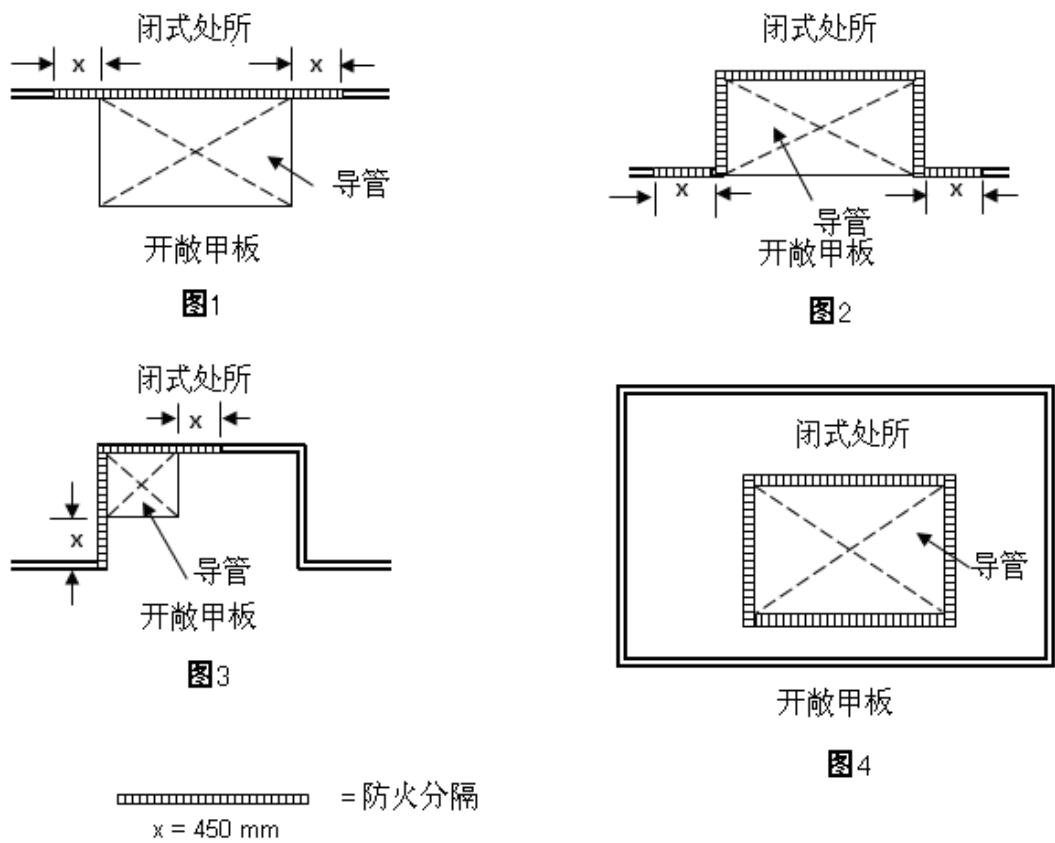 闭式处所
x x
导管
开敞甲板
图1
闭式处所
x x
导管
开敞甲板
图2
闭式处所
x
x
导管
开敞甲板
图3
闭式处所
导管
开敞甲板
图4
=防火分隔
x = 450 mm